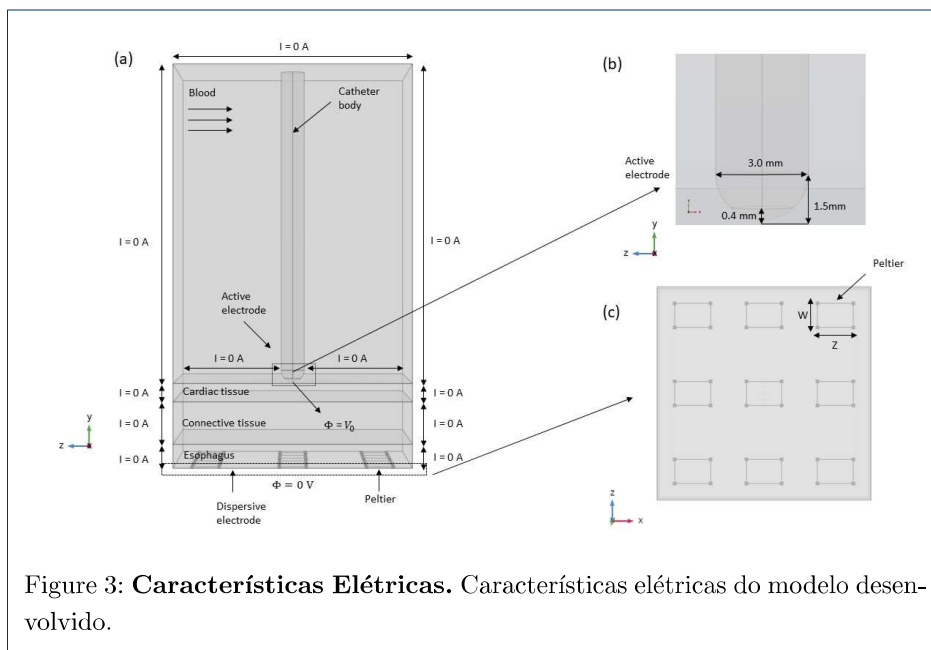 I = 0 A
(a)
Blood
Catheter
body
I = 0 A
I = 0 A
Active
electrode
I = 0 A
I = 0 A
I = 0 A
Cardiac tissue
I = 0 A
I = 0 A
Connective tissue
Φ = V0
I = 0 A
I = 0 A
Esophagus
I = 0 A
Φ = 0 V
Dispersive
electrode
Peltier
y
z
(b)
Active
electrode
3.0 mm
0.4 mm
1.5mm
y
z
x
Peltier
(c)
W
Z
z
x
Figure 3: Características Elétricas. Características elétricas do modelo desen-
volvido.